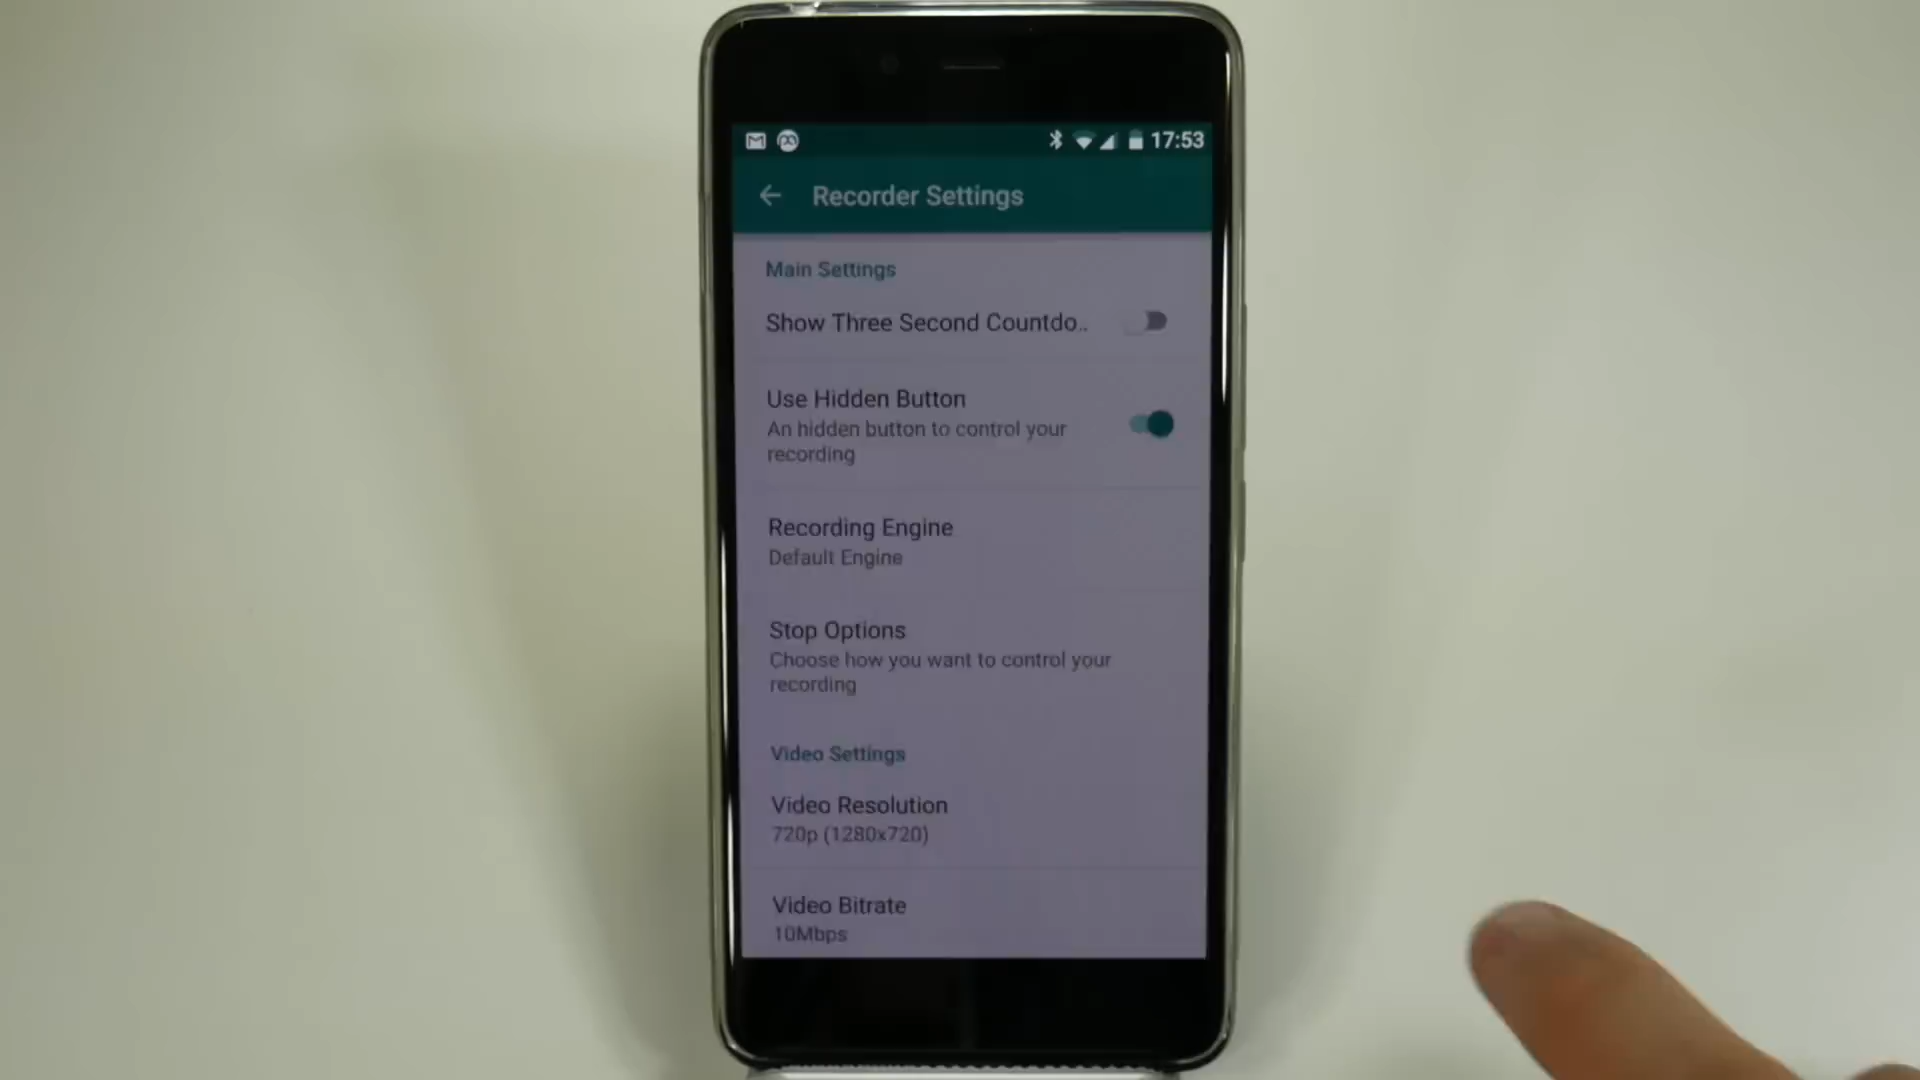 17:53
Recorder Settings
Main Settings
Show Three Second Countdo..
Use Hidden Button
An hidden button to control your
recording
Recording Engine
Default Engine
Stop Options
Choose how you want to control your
recording
Video Settings
Video Resolution
720p (1280x720)
Video Bitrate
10Mbps